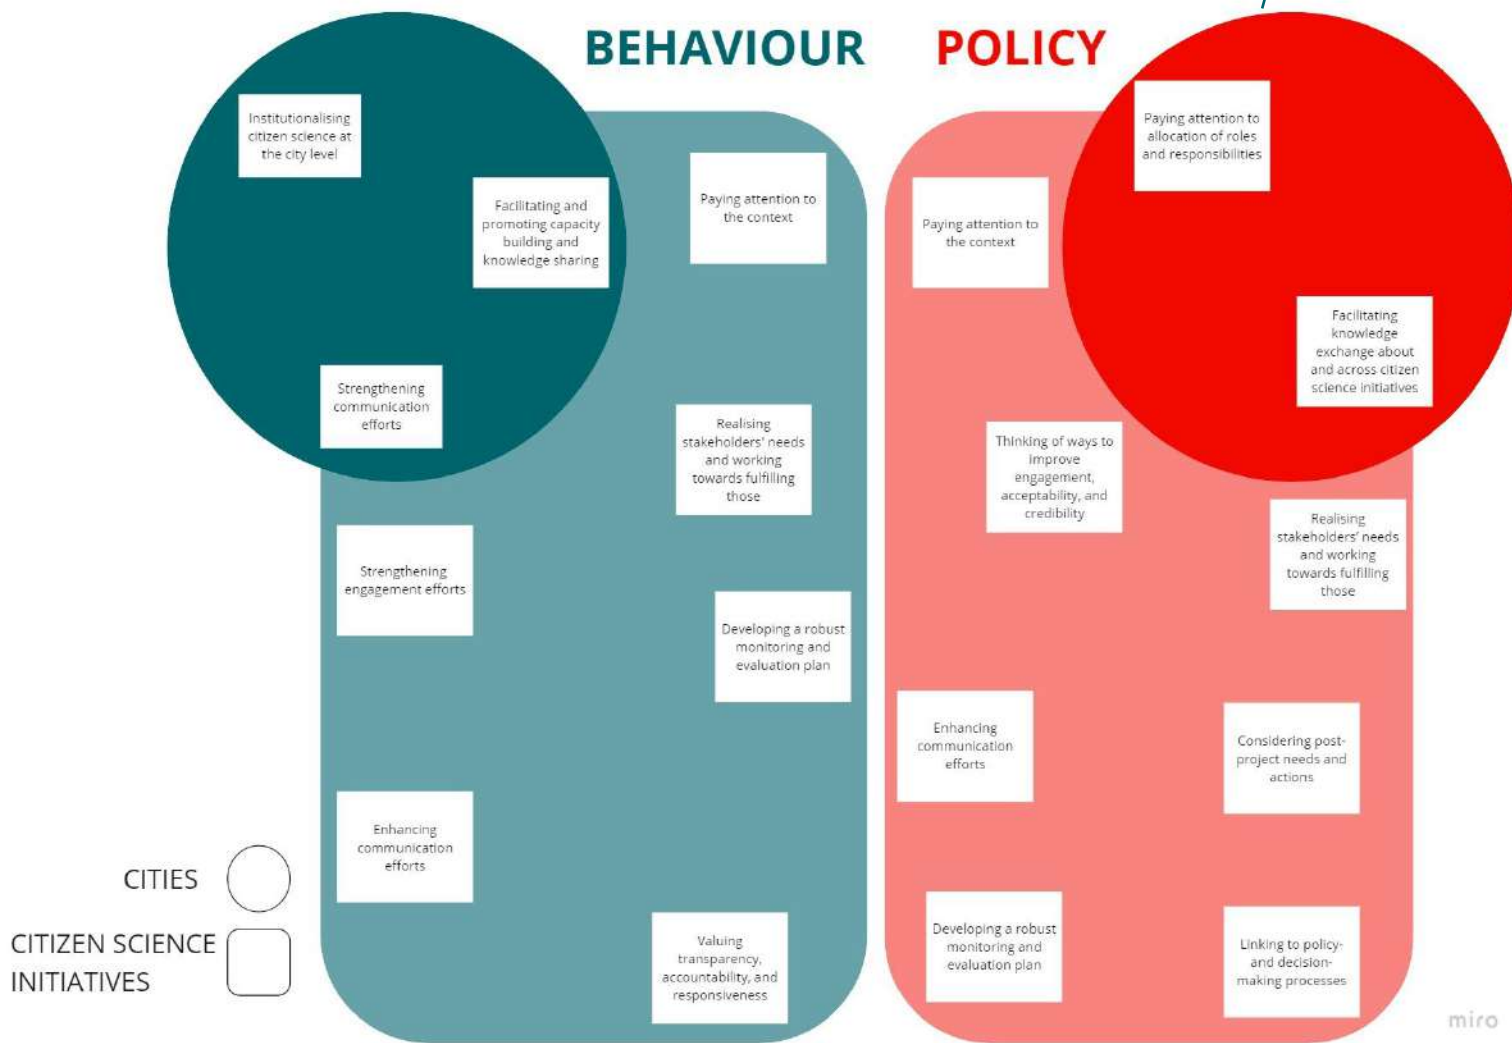 BEHAVIOUR
POLICY
Institutionalising
citizen science at
the city level
Facilitating and
promoting capacity
building and
knowledge sharing
Strengthening
communication
efforts
Paying attention to
the context
Realising
stakeholders' needs
and working
towards fulfilling
those
Strengthening
engagement efforts
Developing a robust
monitoring and
evaluation plan
Enhancing
communication
efforts
Valuing
transparency,
accountability, and
responsiveness
Paying attention to
allocation of roles
and responsibilities
Paying attention to
the context
Facilitating
knowledge
exchange about
and across citizen
science initiatives
Thinking of ways to
improve
engagement,
acceptability, and
credibility
Realising
stakeholders' needs
and working
towards fulfilling
those
Enhancing
communication
efforts
Considering post-
project needs and
actions
Developing a robust
monitoring and
evaluation plan
Linking to policy-
and decision-
making processes
CITIES
CITIZEN SCIENCE
INITIATIVES
miro